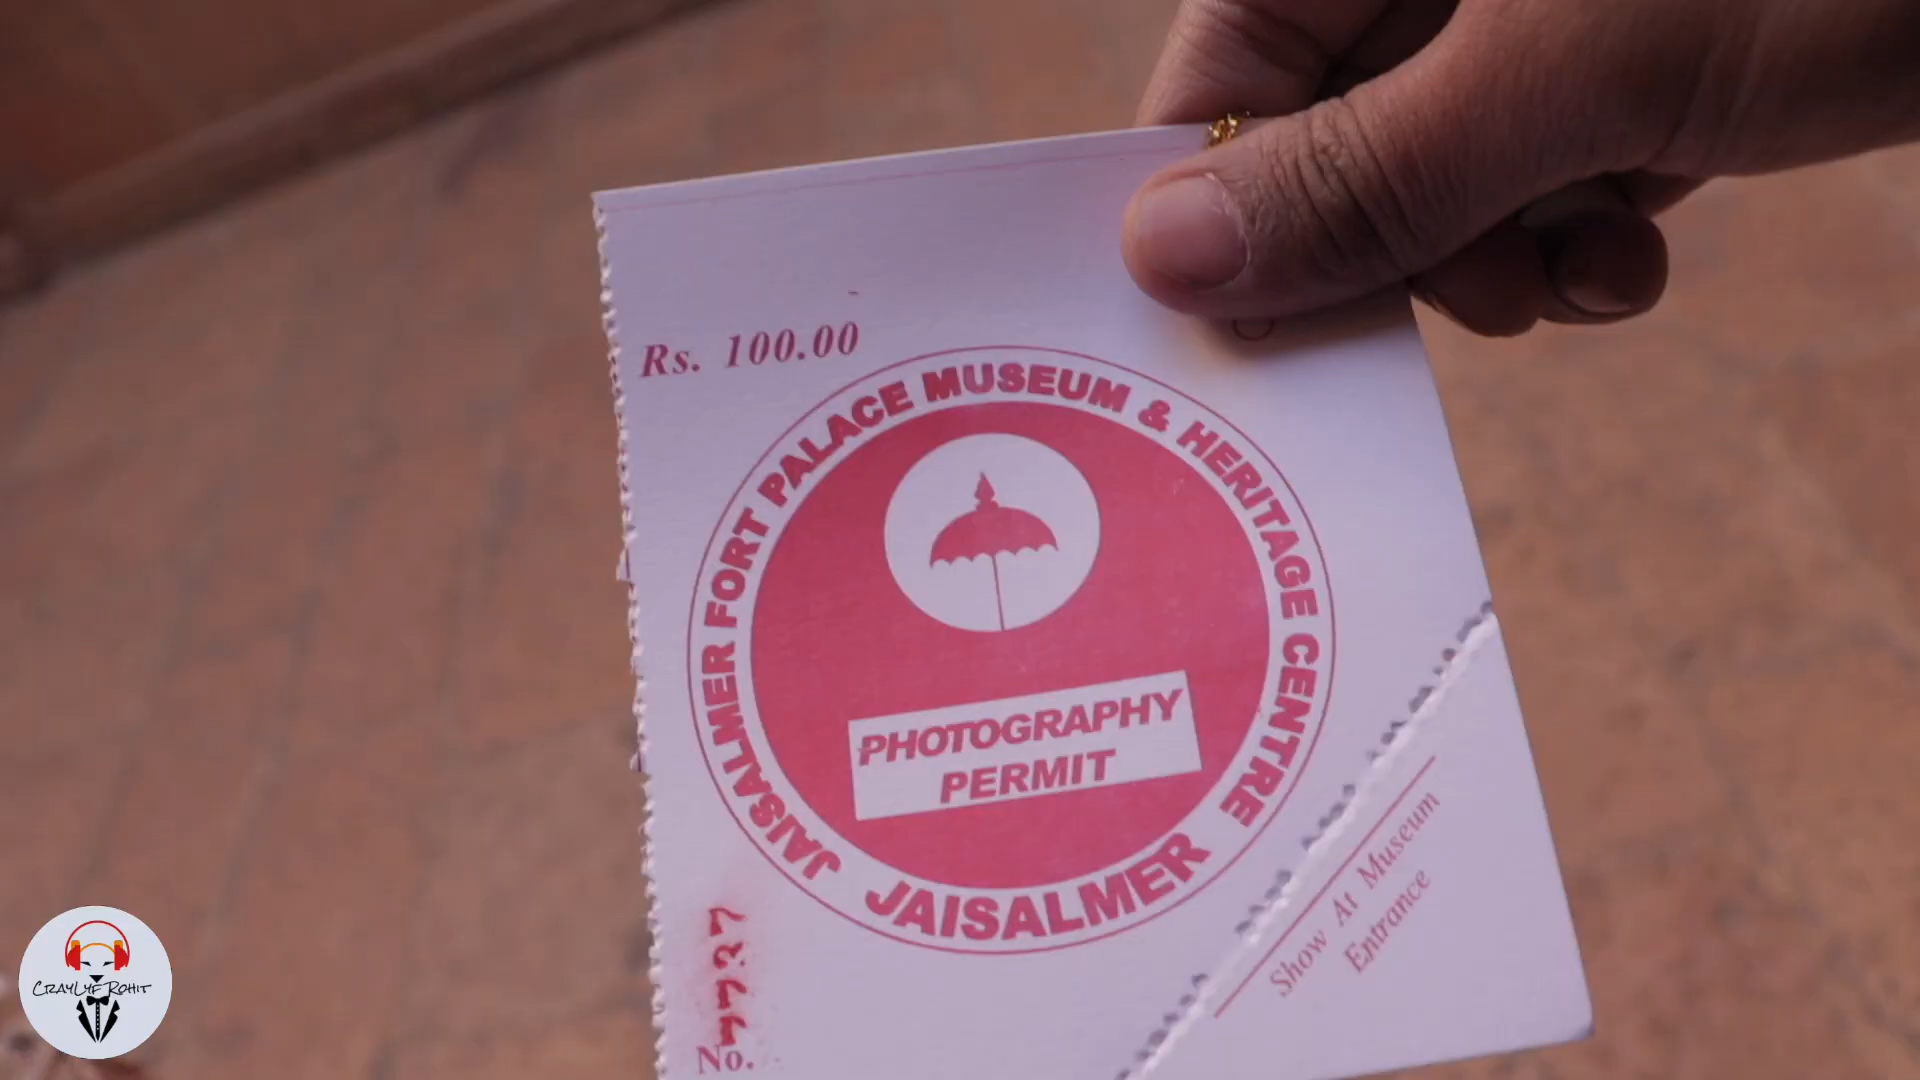 Rs. 100.00
JAISALMER FORT PALACE MUSEUM & HERITAGE CENTRE
PHOTOGRAPHY
PERMIT
JAISALMER
No.
Show At Museum
Entrance
CRAYLYF ROHIT